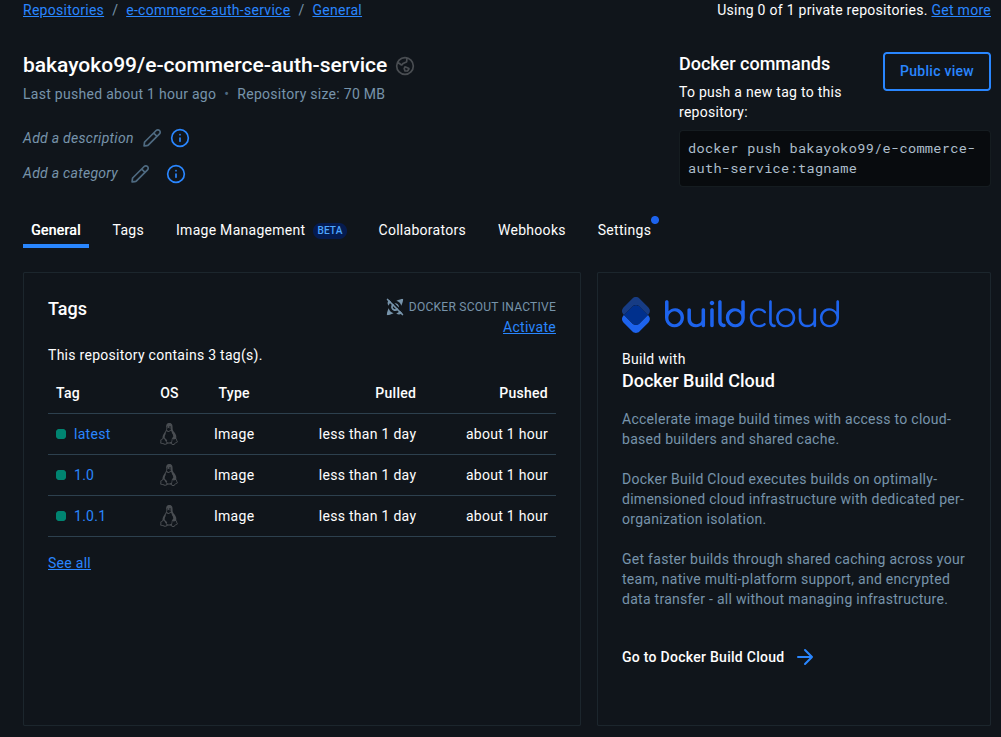 Repositories / e-commerce-auth-service / General
Using 0 of 1 private repositories. Get more
bakayoko99/e-commerce-auth-service
Last pushed about 1 hour ago • Repository size: 70 MB
Add a description
Add a category
Docker commands
Public view
To push a new tag to this
repository:
docker push bakayoko99/e-commerce-
auth-service:tagname
General Tags Image Management BETA Collaborators Webhooks Settings
Tags
DOCKER SCOUT INACTIVE
Activate
This repository contains 3 tag(s).
Tag OS Type Pulled Pushed
latest Image less than 1 day about 1 hour
1.0 Image less than 1 day about 1 hour
1.0.1 Image less than 1 day about 1 hour
See all
buildcloud
Build with
Docker Build Cloud
Accelerate image build times with access to cloud-
based builders and shared cache.
Docker Build Cloud executes builds on optimally-
dimensioned cloud infrastructure with dedicated per-
organization isolation.
Get faster builds through shared caching across your
team, native multi-platform support, and encrypted
data transfer - all without managing infrastructure.
Go to Docker Build Cloud →